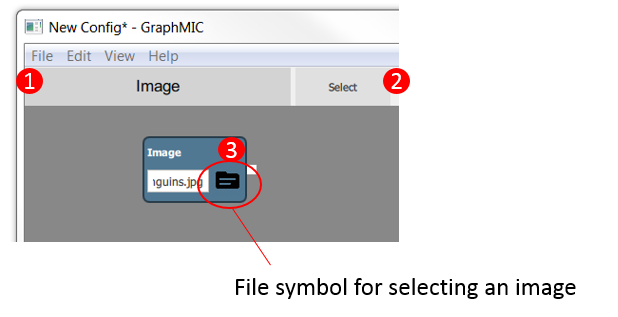 New Config* - GraphMIC
File Edit View Help
1 Image Select 2
Image 3
nguins.jpg
File symbol for selecting an image